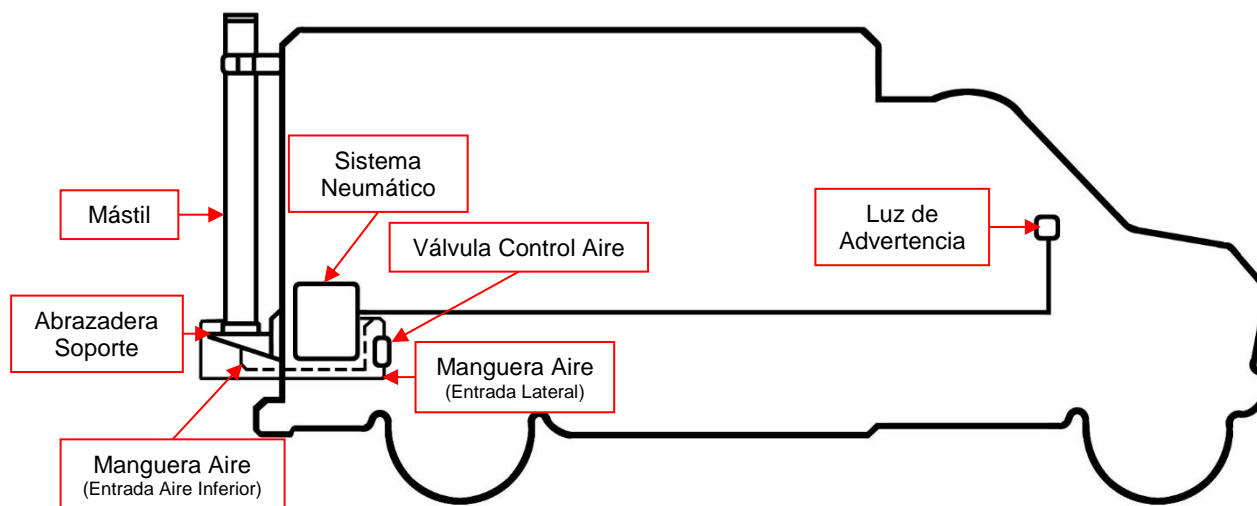 Sistema
Neumático
Mástil
Luz de
Advertencia
Válvula Control Aire
Abrazadera
Soporte
Manguera Aire
(Entrada Lateral)
Manguera Aire
(Entrada Aire Inferior)